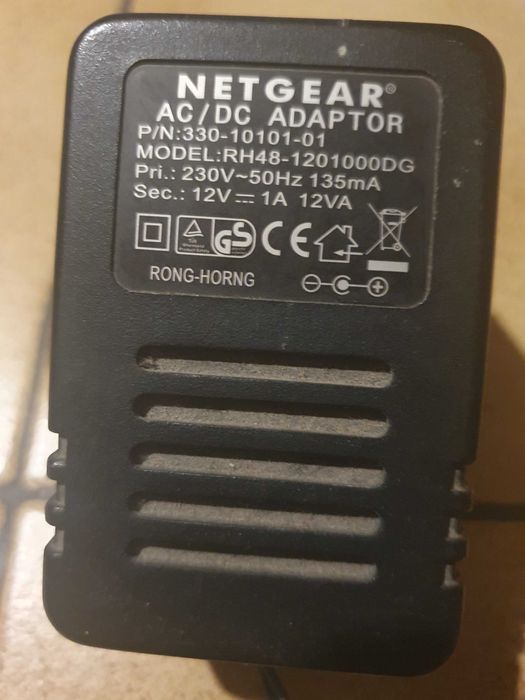 NETGEAR®
AC/DC ADAPTOR
P/N:330-10101-01
MODEL:RH48-1201000DG
Pri.: 230V~50Hz 135mA
Sec.: 12V⎓1A 12VA
TÜV
GS
CE
RONG-HORNG